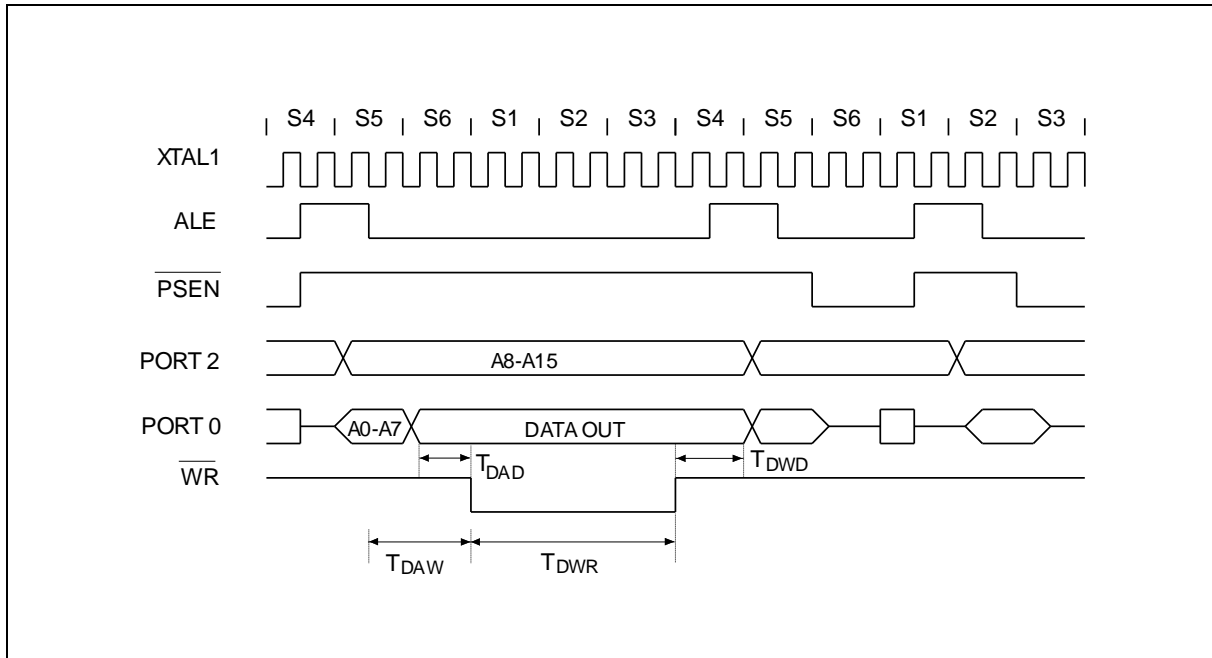 | S4 | S5 | S6 | S1 | S2 | S3 | S4 | S5 | S6 | S1 | S2 | S3 |
XTAL1
ALE
PSEN
PORT 2 A8-A15
PORT 0 A0-A7 DATA OUT
WR TDAD TDWD
TDAW TDWR